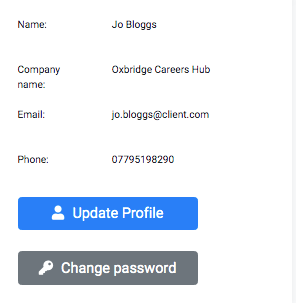 Name: Jo Bloggs
Company name: Oxbridge Careers Hub
Email: jo.bloggs@client.com
Phone: 07795198290
Update Profile
Change password